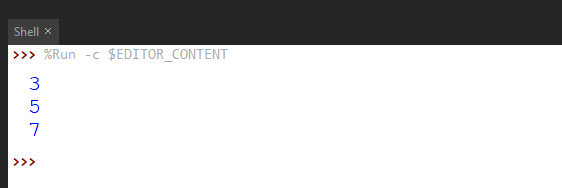 Shell ×
>>> %Run -c $EDITOR_CONTENT
3
5
7
>>>